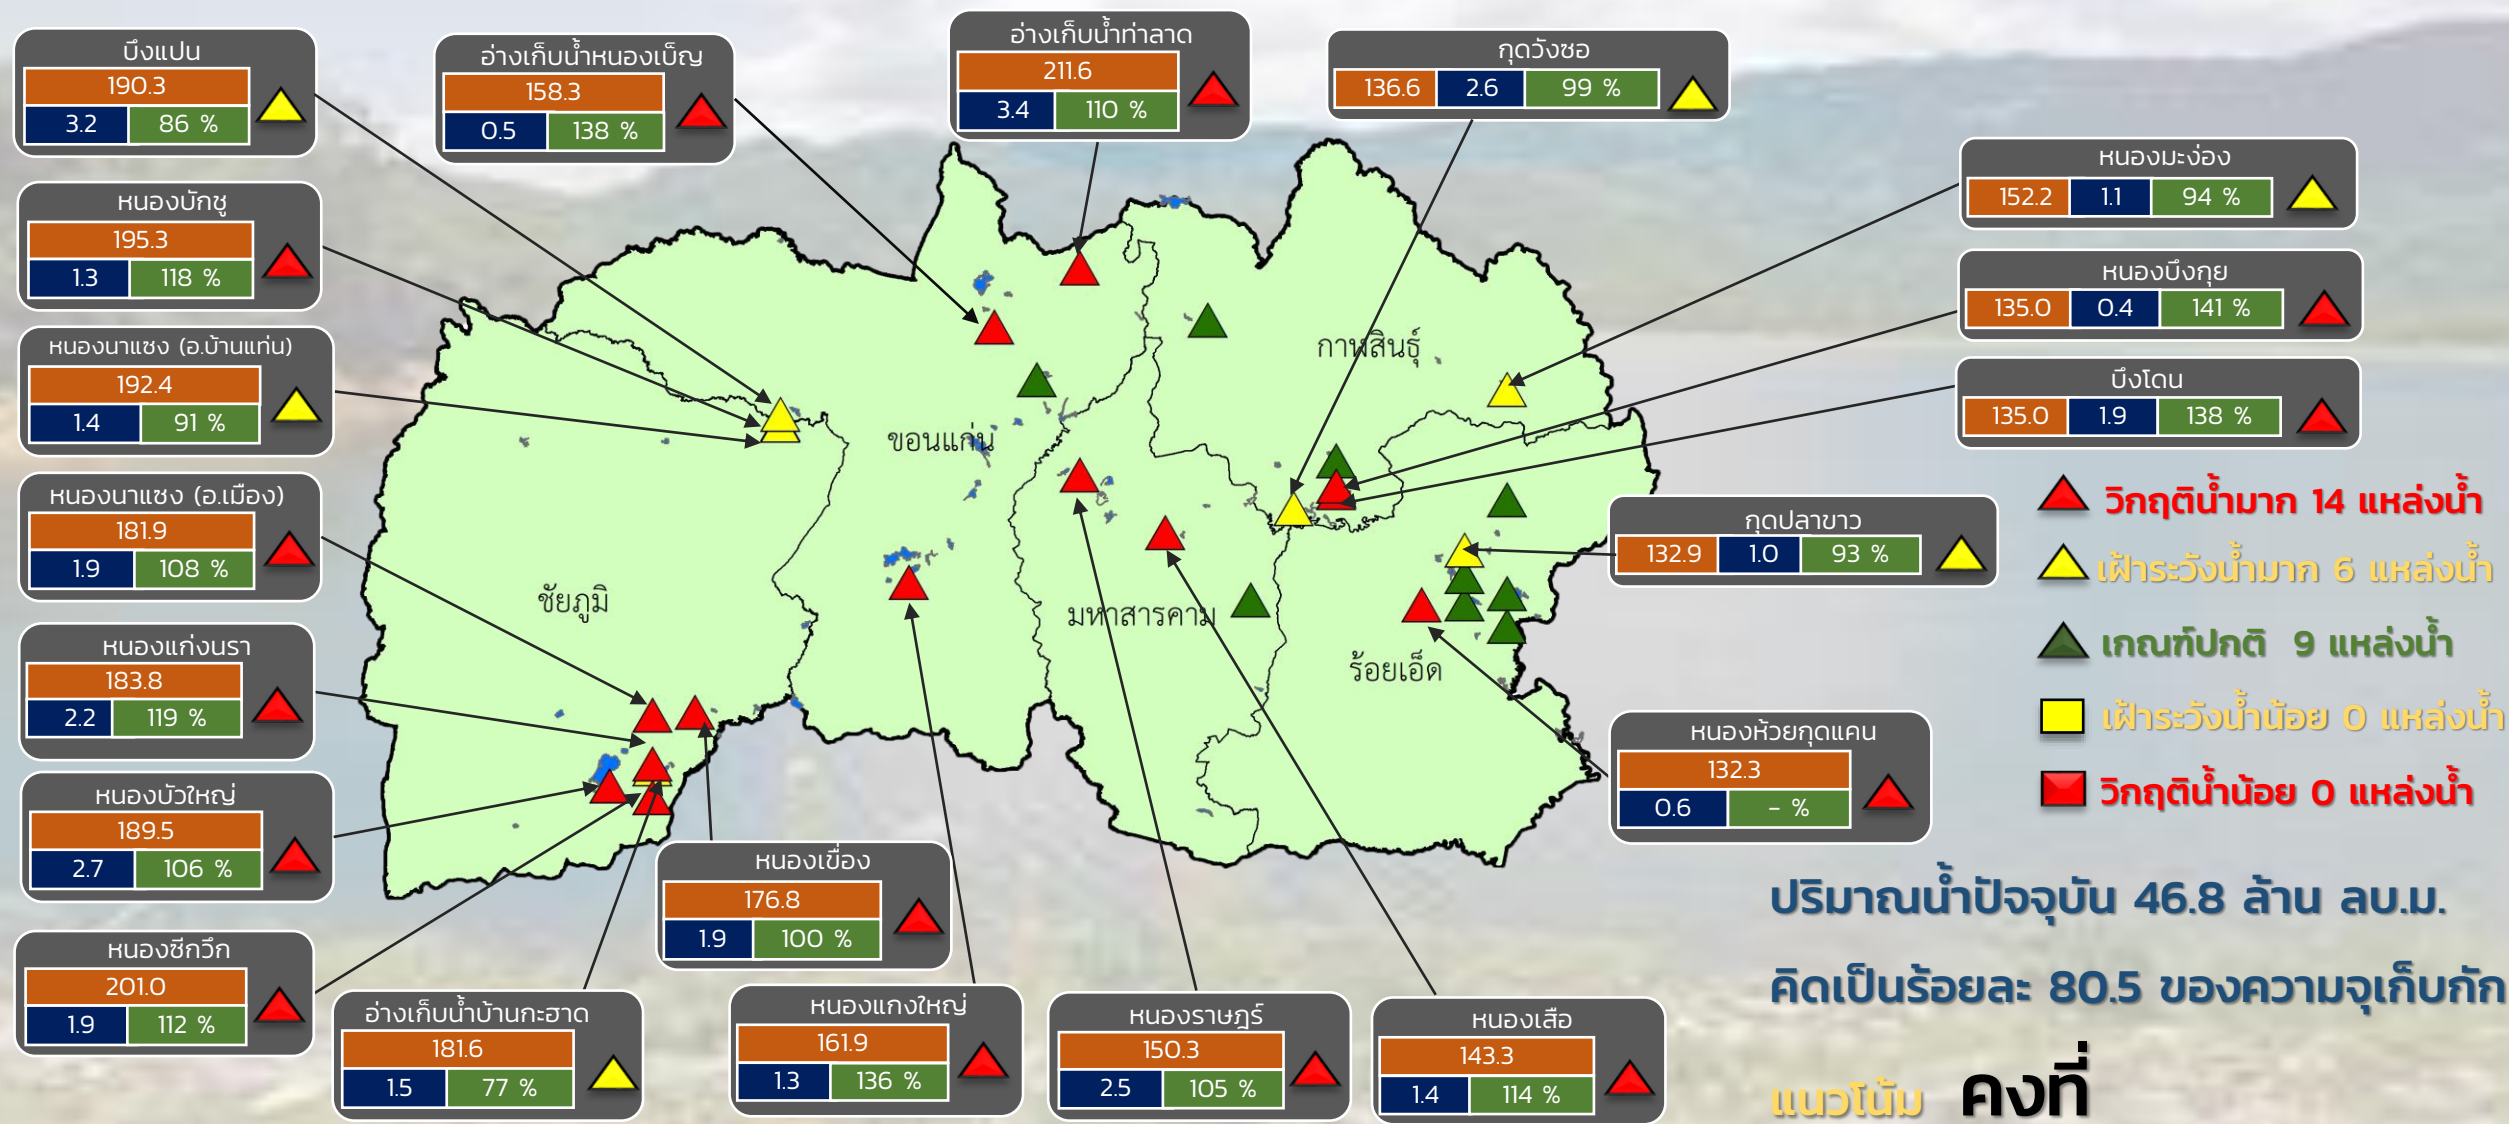 บึงแปน
190.3
3.2 86 %
อ่างเก็บน้ำหนองเบ็ญ
158.3
0.5 138 %
อ่างเก็บน้ำท่าลาด
211.6
3.4 110 %
กุดวังซอ
136.6 2.6 99 %
หนองบักชู
195.3
1.3 118 %
หนองมะง่อง
152.2 1.1 94 %
หนองบึงกุย
135.0 0.4 141 %
หนองนาแซง (อ.บ้านแท่น)
192.4
1.4 91 %
บึงโดน
135.0 1.9 138 %
กาฬสินธุ์
ขอนแก่น
ชัยภูมิ
มหาสารคาม
ร้อยเอ็ด
หนองนาแซง (อ.เมือง)
181.9
1.9 108 %
กุดปลาขาว
132.9 1.0 93 %
วิกฤติน้ำมาก 14 แหล่งน้ำ
เฝ้าระวังน้ำมาก 6 แหล่งน้ำ
เกณฑ์ปกติ 9 แหล่งน้ำ
เฝ้าระวังน้ำน้อย 0 แหล่งน้ำ
วิกฤติน้ำน้อย 0 แหล่งน้ำ
หนองแก่งนรา
183.8
2.2 119 %
หนองห้วยกุดแคน
132.3
0.6 - %
หนองบัวใหญ่
189.5
2.7 106 %
หนองเขื่อง
176.8
1.9 100 %
หนองซีกวึก
201.0
1.9 112 %
อ่างเก็บน้ำบ้านกะฮาด
181.6
1.5 77 %
หนองแกงใหญ่
161.9
1.3 136 %
หนองราษฎร์
150.3
2.5 105 %
หนองเสือ
143.3
1.4 114 %
ปริมาณน้ำปัจจุบัน 46.8 ล้าน ลบ.ม.
คิดเป็นร้อยละ 80.5 ของความจุเก็บกัก
แนวโน้ม คงที่